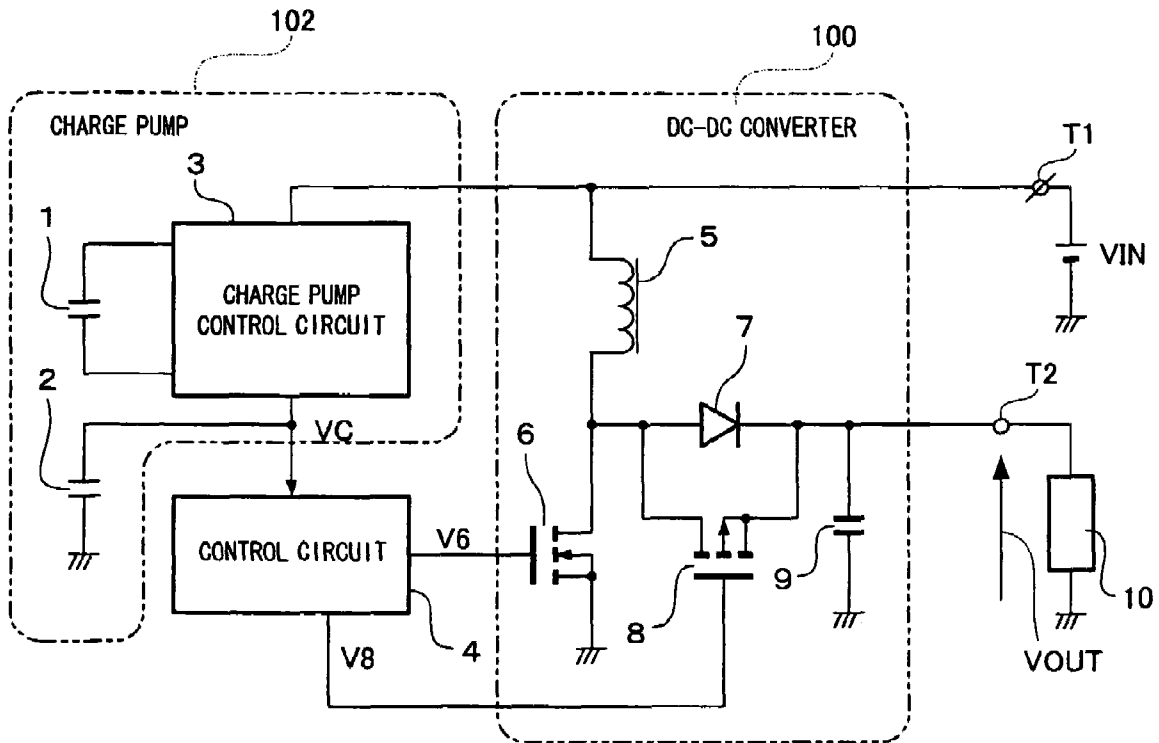 102
100
CHARGE PUMP
DC-DC CONVERTER
T1
3
1
5
VIN
CHARGE PUMP
CONTROL CIRCUIT
7
2
T2
VC
6
CONTROL CIRCUIT
V6
9
8
10
4
V8
VOUT